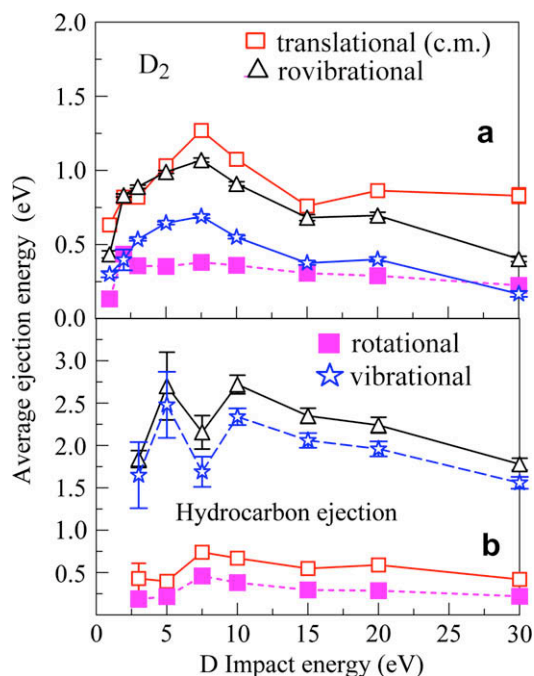 2.0
D2
translational (c.m.)
rovibrational
1.5
a
1.0
0.5
0.0
Average ejection energy (eV)
3.0
rotational
vibrational
2.5
2.0
1.5
Hydrocarbon ejection
b
1.0
0.5
0 5 10 15 20 25 30
D Impact energy (eV)